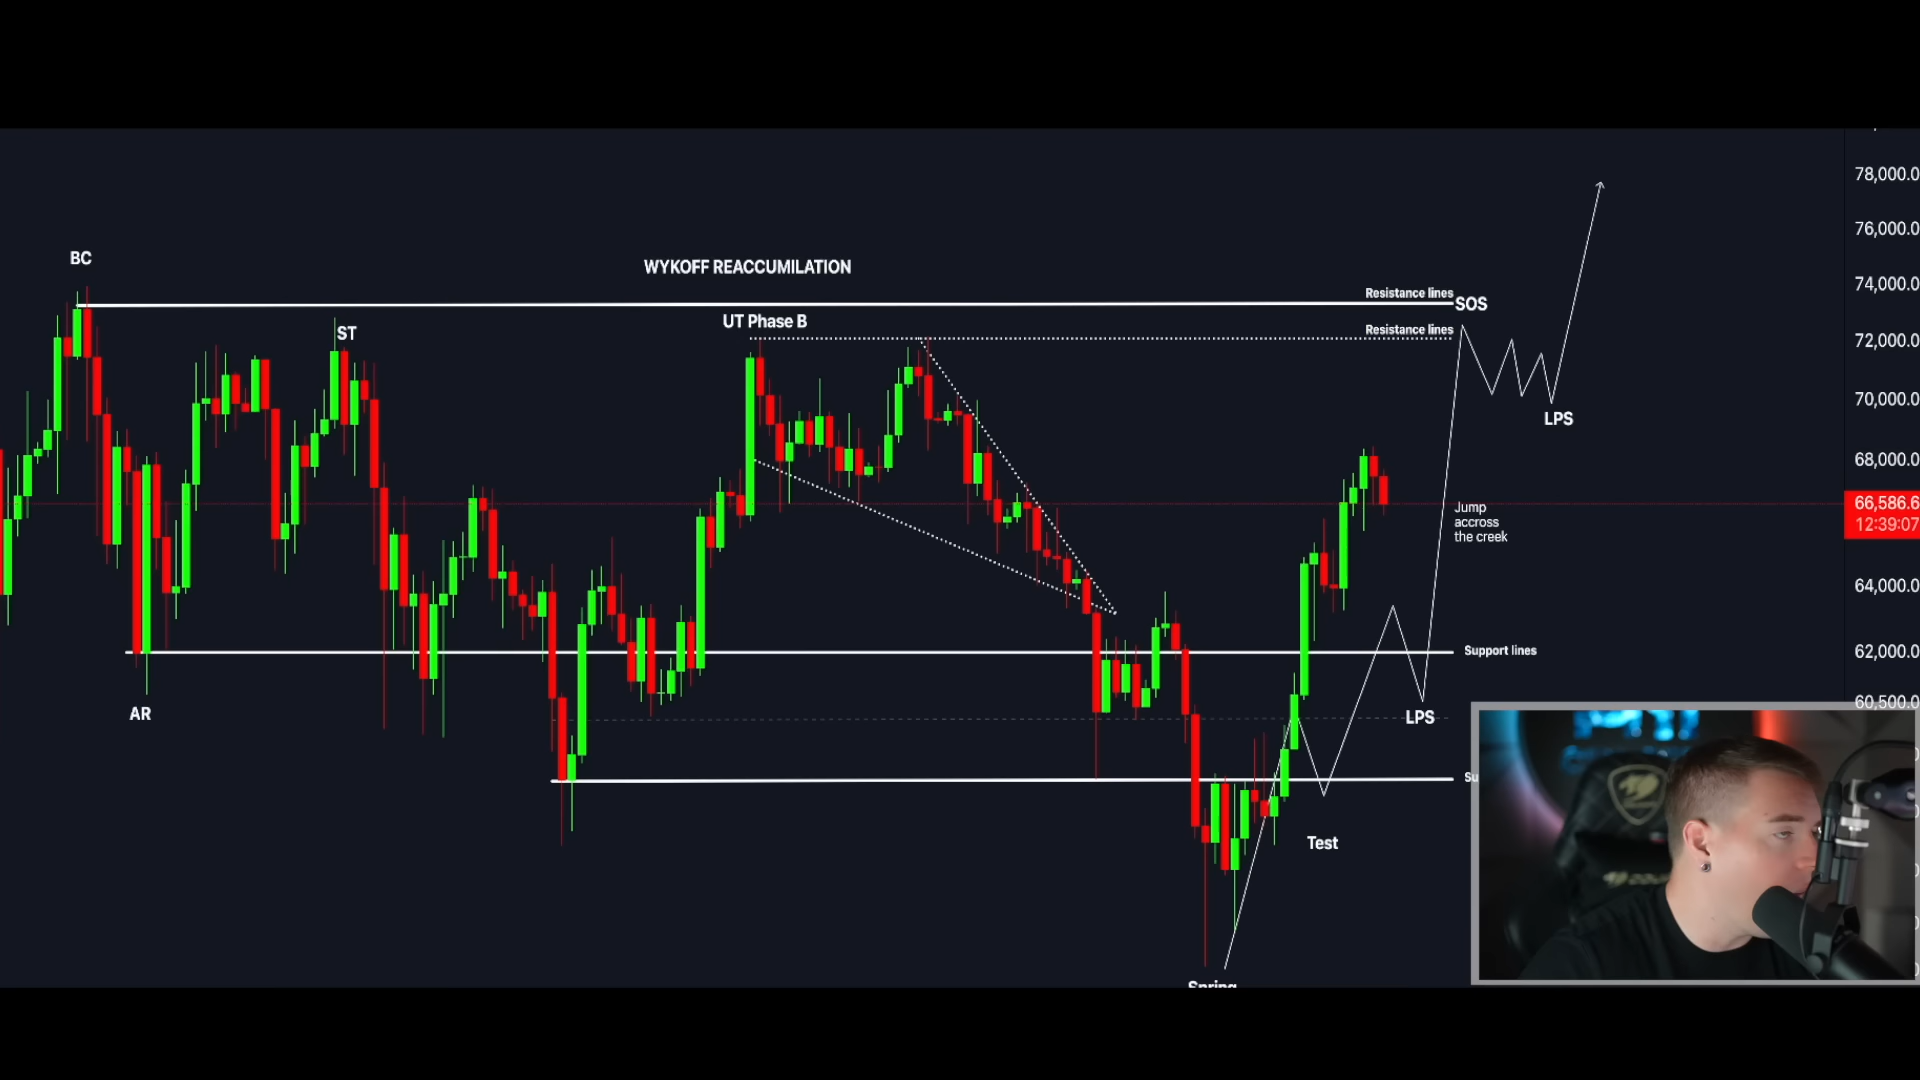 78,000.0
76,000.0
BC
WYKOFF REACCUMILATION
74,000.0
Resistance lines
SOS
UT Phase B
Resistance lines
ST
72,000.0
70,000.0
LPS
68,000.0
66,586.6
12:39:07
Jump
accross
the creek
64,000.0
Support lines
62,000.0
60,500.0
AR
LPS
Su
Test
Spring